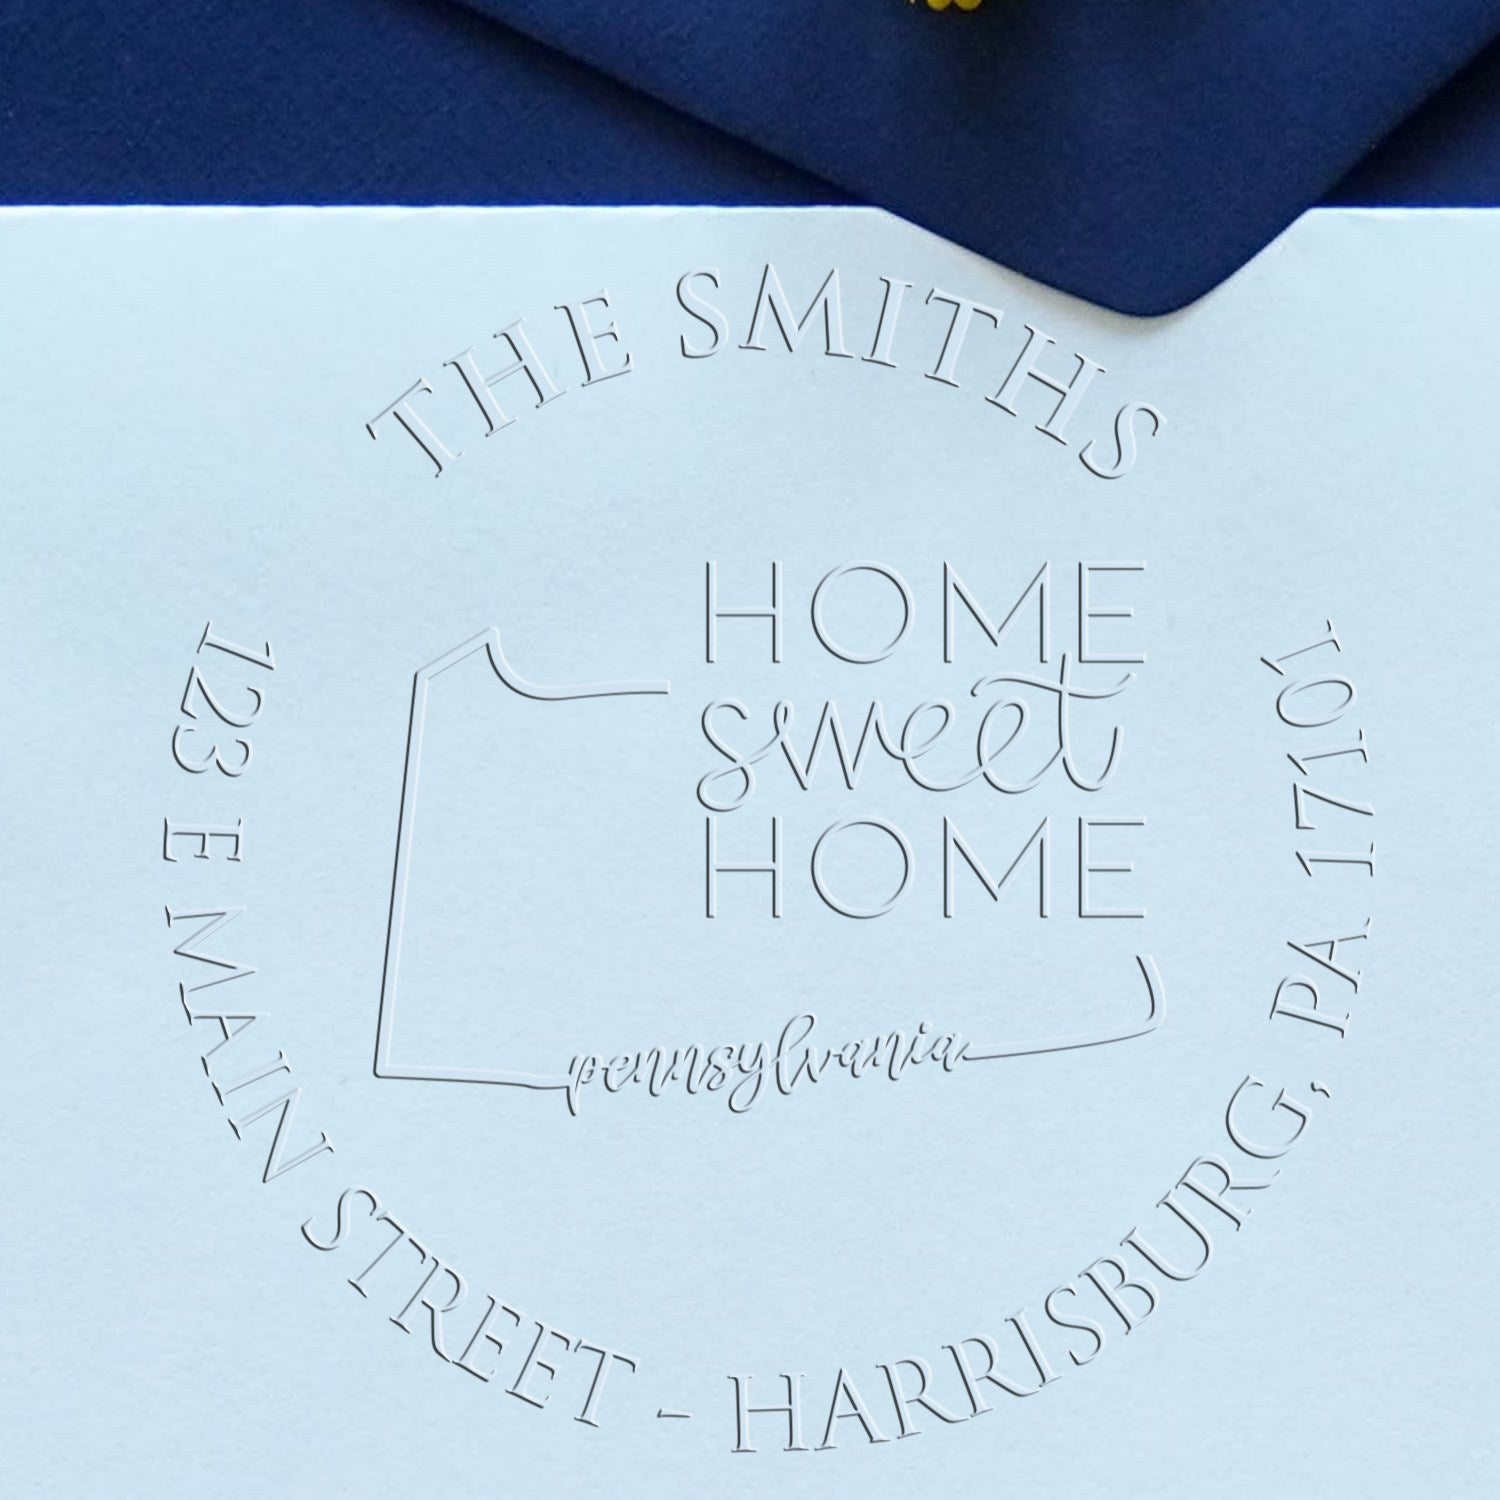 THE SMITHS
HOME
sweet
HOME
pennsylvania
123 E MAIN STREET - HARRISBURG, PA 17101